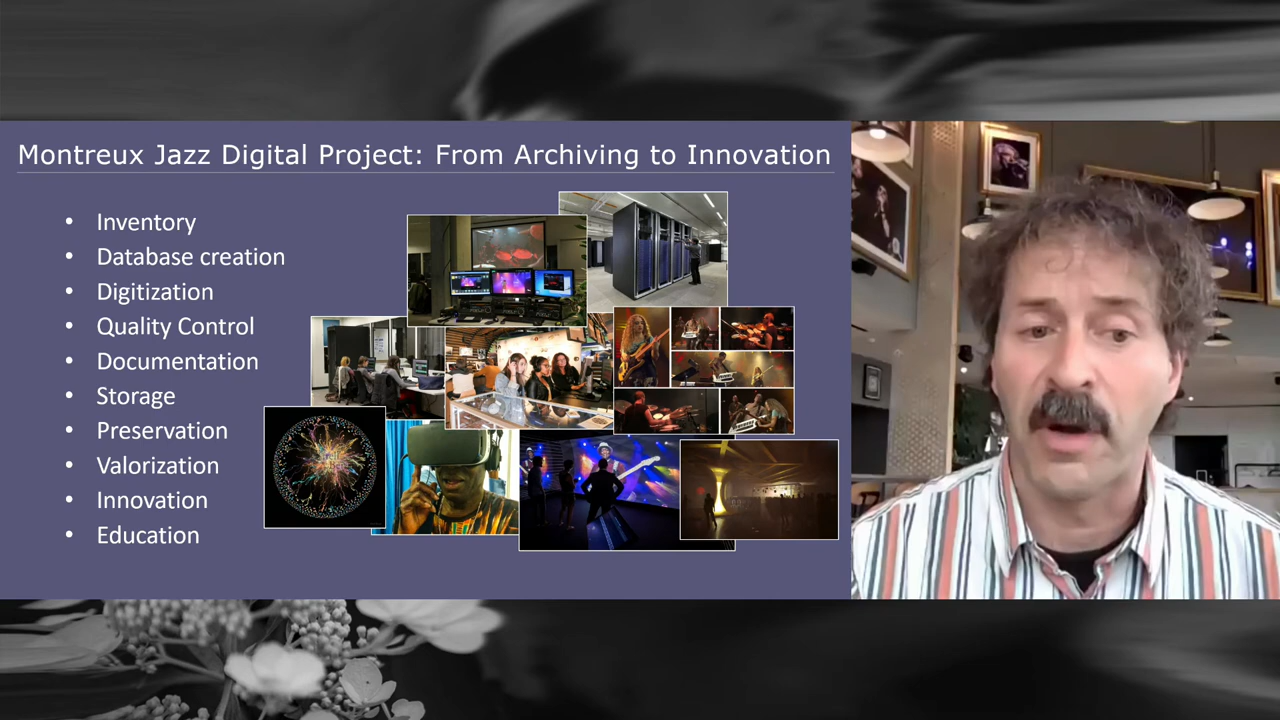 Montreux Jazz Digital Project: From Archiving to Innovation
• Inventory
• Database creation
• Digitization
• Quality Control
• Documentation
• Storage
• Preservation
• Valorization
• Innovation
• Education